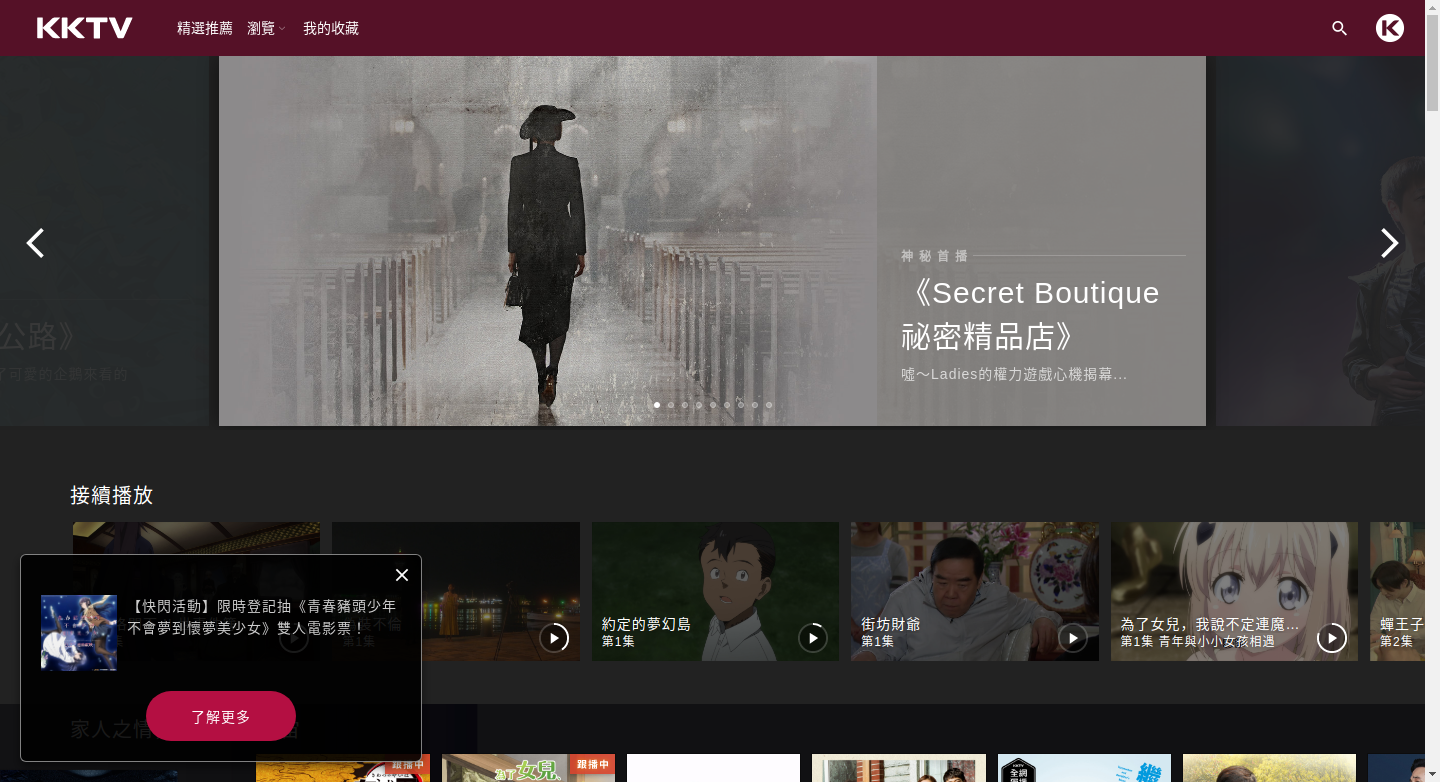 KKTV
精選推薦
瀏覽
我的收藏
公路》
了可愛的企鵝來看的
神秘首播
《Secret Boutique
祕密精品店》
噓～Ladies的權力遊戲心機揭幕...
接續播放
約定的夢幻島
第1集
街坊財爺
第1集
為了女兒，我說不定連魔...
第1集 青年與小小女孩相遇
蟬王子
第2集
【快閃活動】限時登記抽《青春豬頭少年
不會夢到懷夢美少女》雙人電影票！
第1集
了解更多
家人之情
跟播中
為了女兒、
跟播中
KKTV
全網